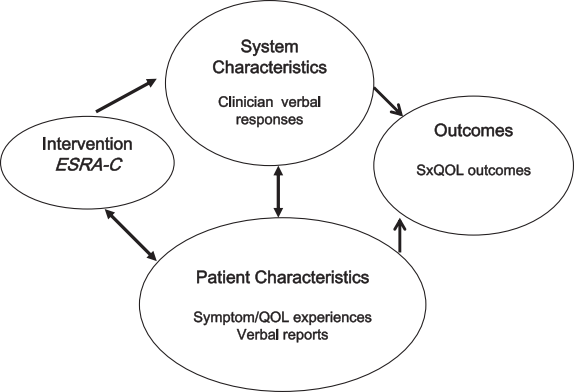 System
Characteristics
Clinician verbal
responses
Intervention
ESRA-C
Outcomes
SxQOL outcomes
Patient Characteristics
Symptom/QOL experiences
Verbal reports